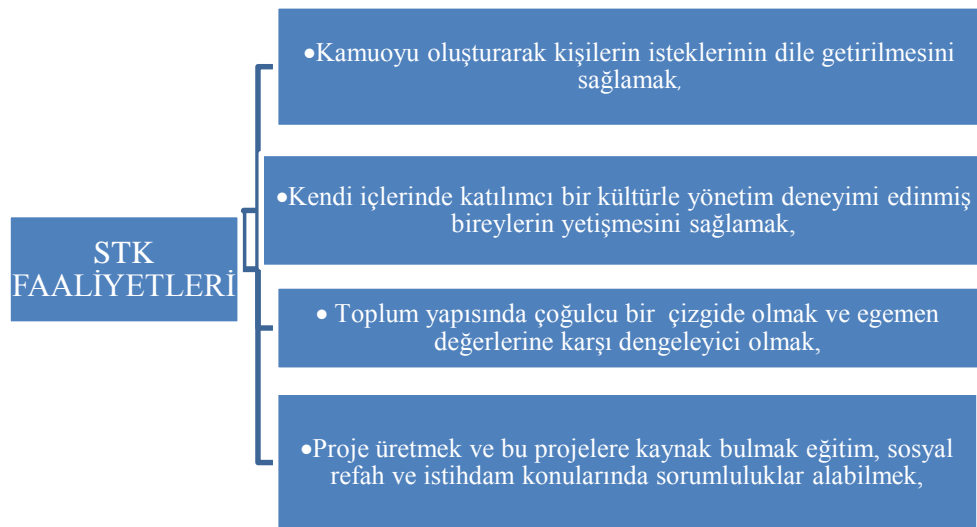 STK
FAALİYETLERİ
•Kamuoyu oluşturarak kişilerin isteklerinin dile getirilmesini
sağlamak,
•Kendi içlerinde katılımcı bir kültürle yönetim deneyimi edinmiş
bireylerin yetişmesini sağlamak,
• Toplum yapısında çoğulcu bir çizgide olmak ve egemen
değerlerine karşı dengeleyici olmak,
•Proje üretmek ve bu projelere kaynak bulmak eğitim, sosyal
refah ve istihdam konularında sorumluluklar alabilmek,